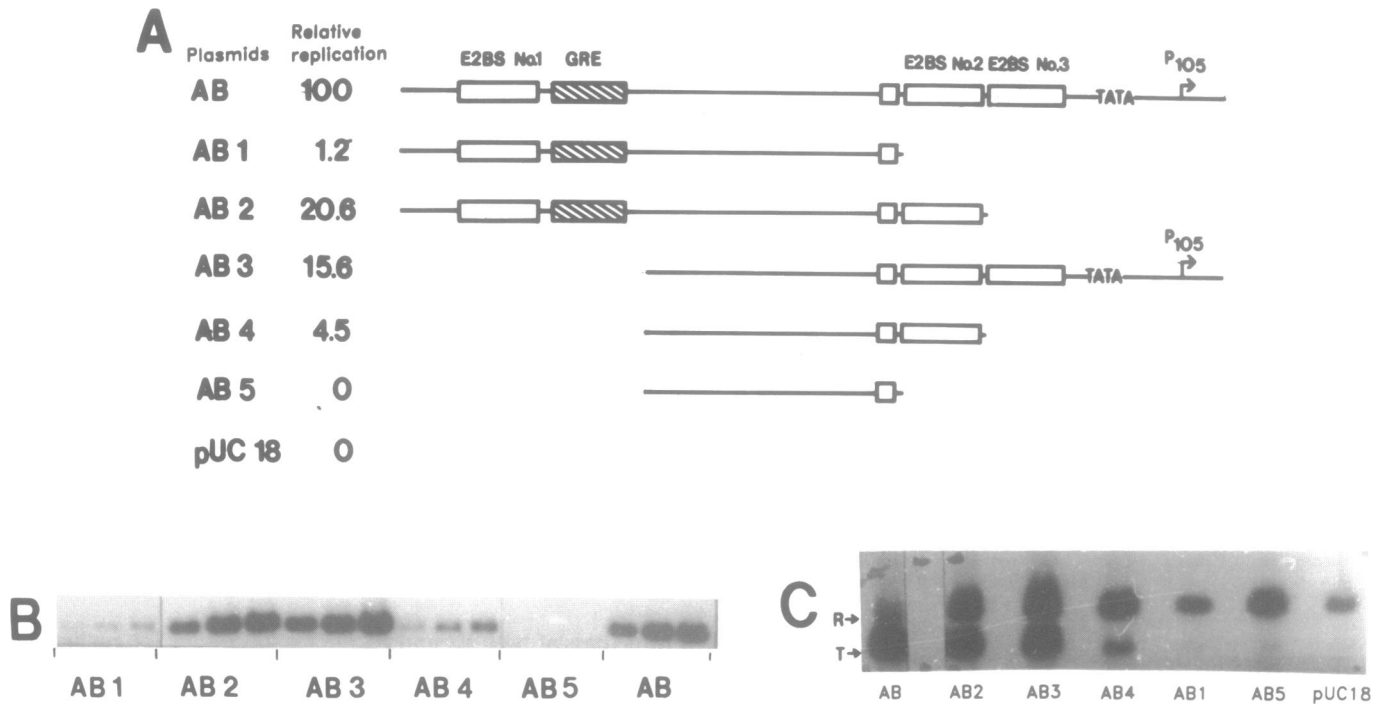 A
Plasmids
Relative
replication
E2BS No.1 GRE E2BS No.2 E2BS No.3 P105
AB 100 TATA
AB 1 1.2
AB 2 20.6
P105
AB 3 15.6 TATA
AB 4 4.5
AB 5 0
pUC 18 0
B
AB 1 AB 2 AB 3 AB 4 AB 5 AB
C
R→
T→
AB AB2 AB3 AB4 AB1 AB5 pUC18